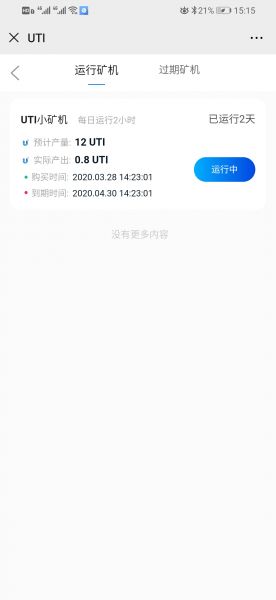 21% 15:15
UTI
运行矿机 过期矿机
UTI小矿机 每日运行2小时 已运行2天
预计产量: 12 UTI
实际产出: 0.8 UTI
运行中
购买时间: 2020.03.28 14:23:01
到期时间: 2020.04.30 14:23:01
没有更多内容